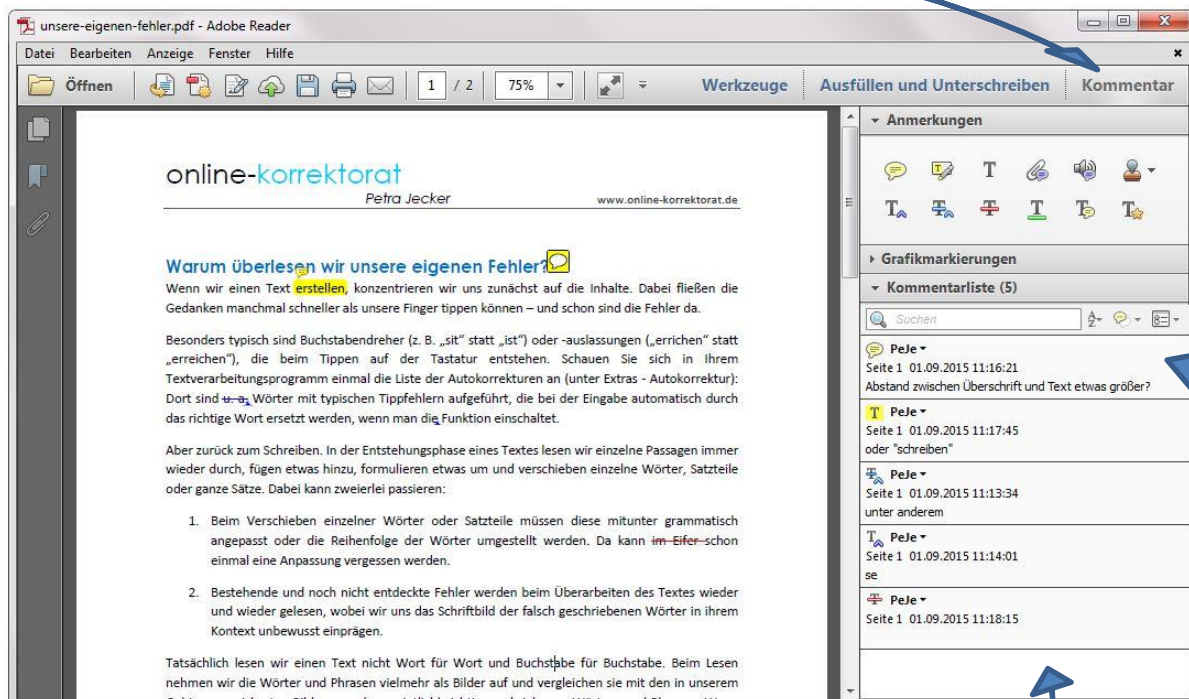 unsere-eigenen-fehler.pdf - Adobe Reader
Datei Bearbeiten Anzeige Fenster Hilfe
Öffnen 1 / 2 75% Werkzeuge Ausfüllen und Unterschreiben Kommentar
online-korrektorat
Petra Jecker www.online-korrektorat.de
Warum überlesen wir unsere eigenen Fehler?
Wenn wir einen Text erstellen, konzentrieren wir uns zunächst auf die Inhalte. Dabei fließen die
Gedanken manchmal schneller als unsere Finger tippen können – und schon sind die Fehler da.
Besonders typisch sind Buchstabendreher (z. B. „sit“ statt „ist“) oder -auslassungen („errichen“ statt
„erreichen“), die beim Tippen auf der Tastatur entstehen. Schauen Sie sich in Ihrem
Textverarbeitungsprogramm einmal die Liste der Autokorrekturen an (unter Extras - Autokorrektur):
Dort sind u. a. Wörter mit typischen Tippfehlern aufgeführt, die bei der Eingabe automatisch durch
das richtige Wort ersetzt werden, wenn man die Funktion einschaltet.
Aber zurück zum Schreiben. In der Entstehungsphase eines Textes lesen wir einzelne Passagen immer
wieder durch, fügen etwas hinzu, formulieren etwas um und verschieben einzelne Wörter, Satzteile
oder ganze Sätze. Dabei kann zweierlei passieren:
1. Beim Verschieben einzelner Wörter oder Satzteile müssen diese mitunter grammatisch
angepasst oder die Reihenfolge der Wörter umgestellt werden. Da kann im Eifer schon
einmal eine Anpassung vergessen werden.
2. Bestehende und noch nicht entdeckte Fehler werden beim Überarbeiten des Textes wieder
und wieder gelesen, wobei wir uns das Schriftbild der falsch geschriebenen Wörter in ihrem
Kontext unbewusst einprägen.
Tatsächlich lesen wir einen Text nicht Wort für Wort und Buchstabe für Buchstabe. Beim Lesen
nehmen wir die Wörter und Phrasen vielmehr als Bilder auf und vergleichen sie mit den in unserem
Anmerkungen
Grafikmarkierungen
Kommentarliste (5)
Suchen
PeJe
Seite 1 01.09.2015 11:16:21
Abstand zwischen Überschrift und Text etwas größer?
PeJe
Seite 1 01.09.2015 11:17:45
oder "schreiben"
PeJe
Seite 1 01.09.2015 11:13:34
unter anderem
PeJe
Seite 1 01.09.2015 11:14:01
se
PeJe
Seite 1 01.09.2015 11:18:15